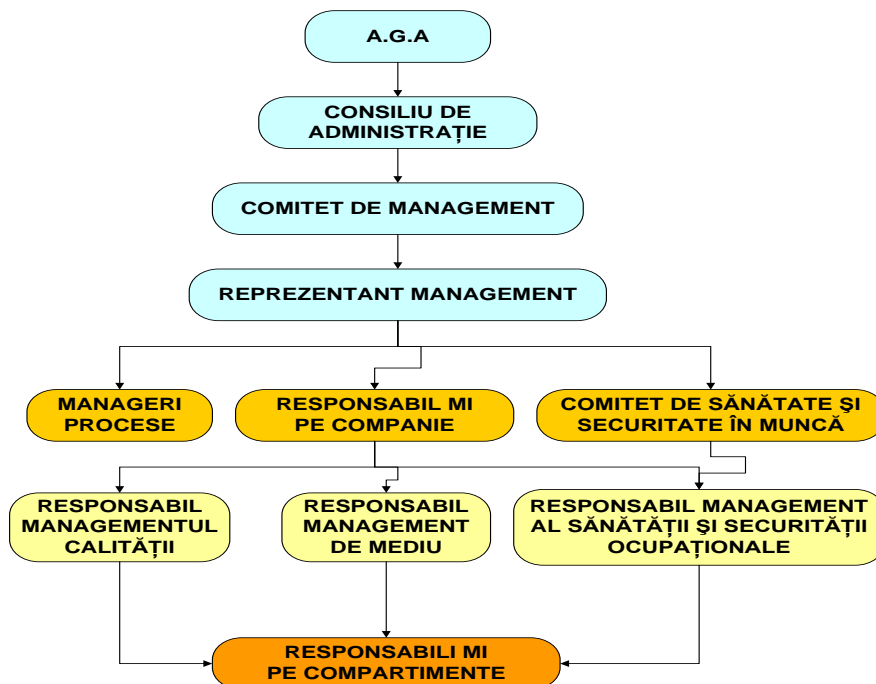 A.G.A
CONSILIU DE
ADMINISTRAȚIE
COMITET DE MANAGEMENT
REPREZENTANT MANAGEMENT
MANAGERI
PROCESE
RESPONSABIL MI
PE COMPANIE
COMITET DE SĂNĂTATE ŞI
SECURITATE ÎN MUNCĂ
RESPONSABIL
MANAGEMENTUL
CALITĂȚII
RESPONSABIL
MANAGEMENT
DE MEDIU
RESPONSABIL MANAGEMENT
AL SĂNĂTĂȚII ŞI SECURITĂȚII
OCUPAȚIONALE
RESPONSABILI MI
PE COMPARTIMENTE